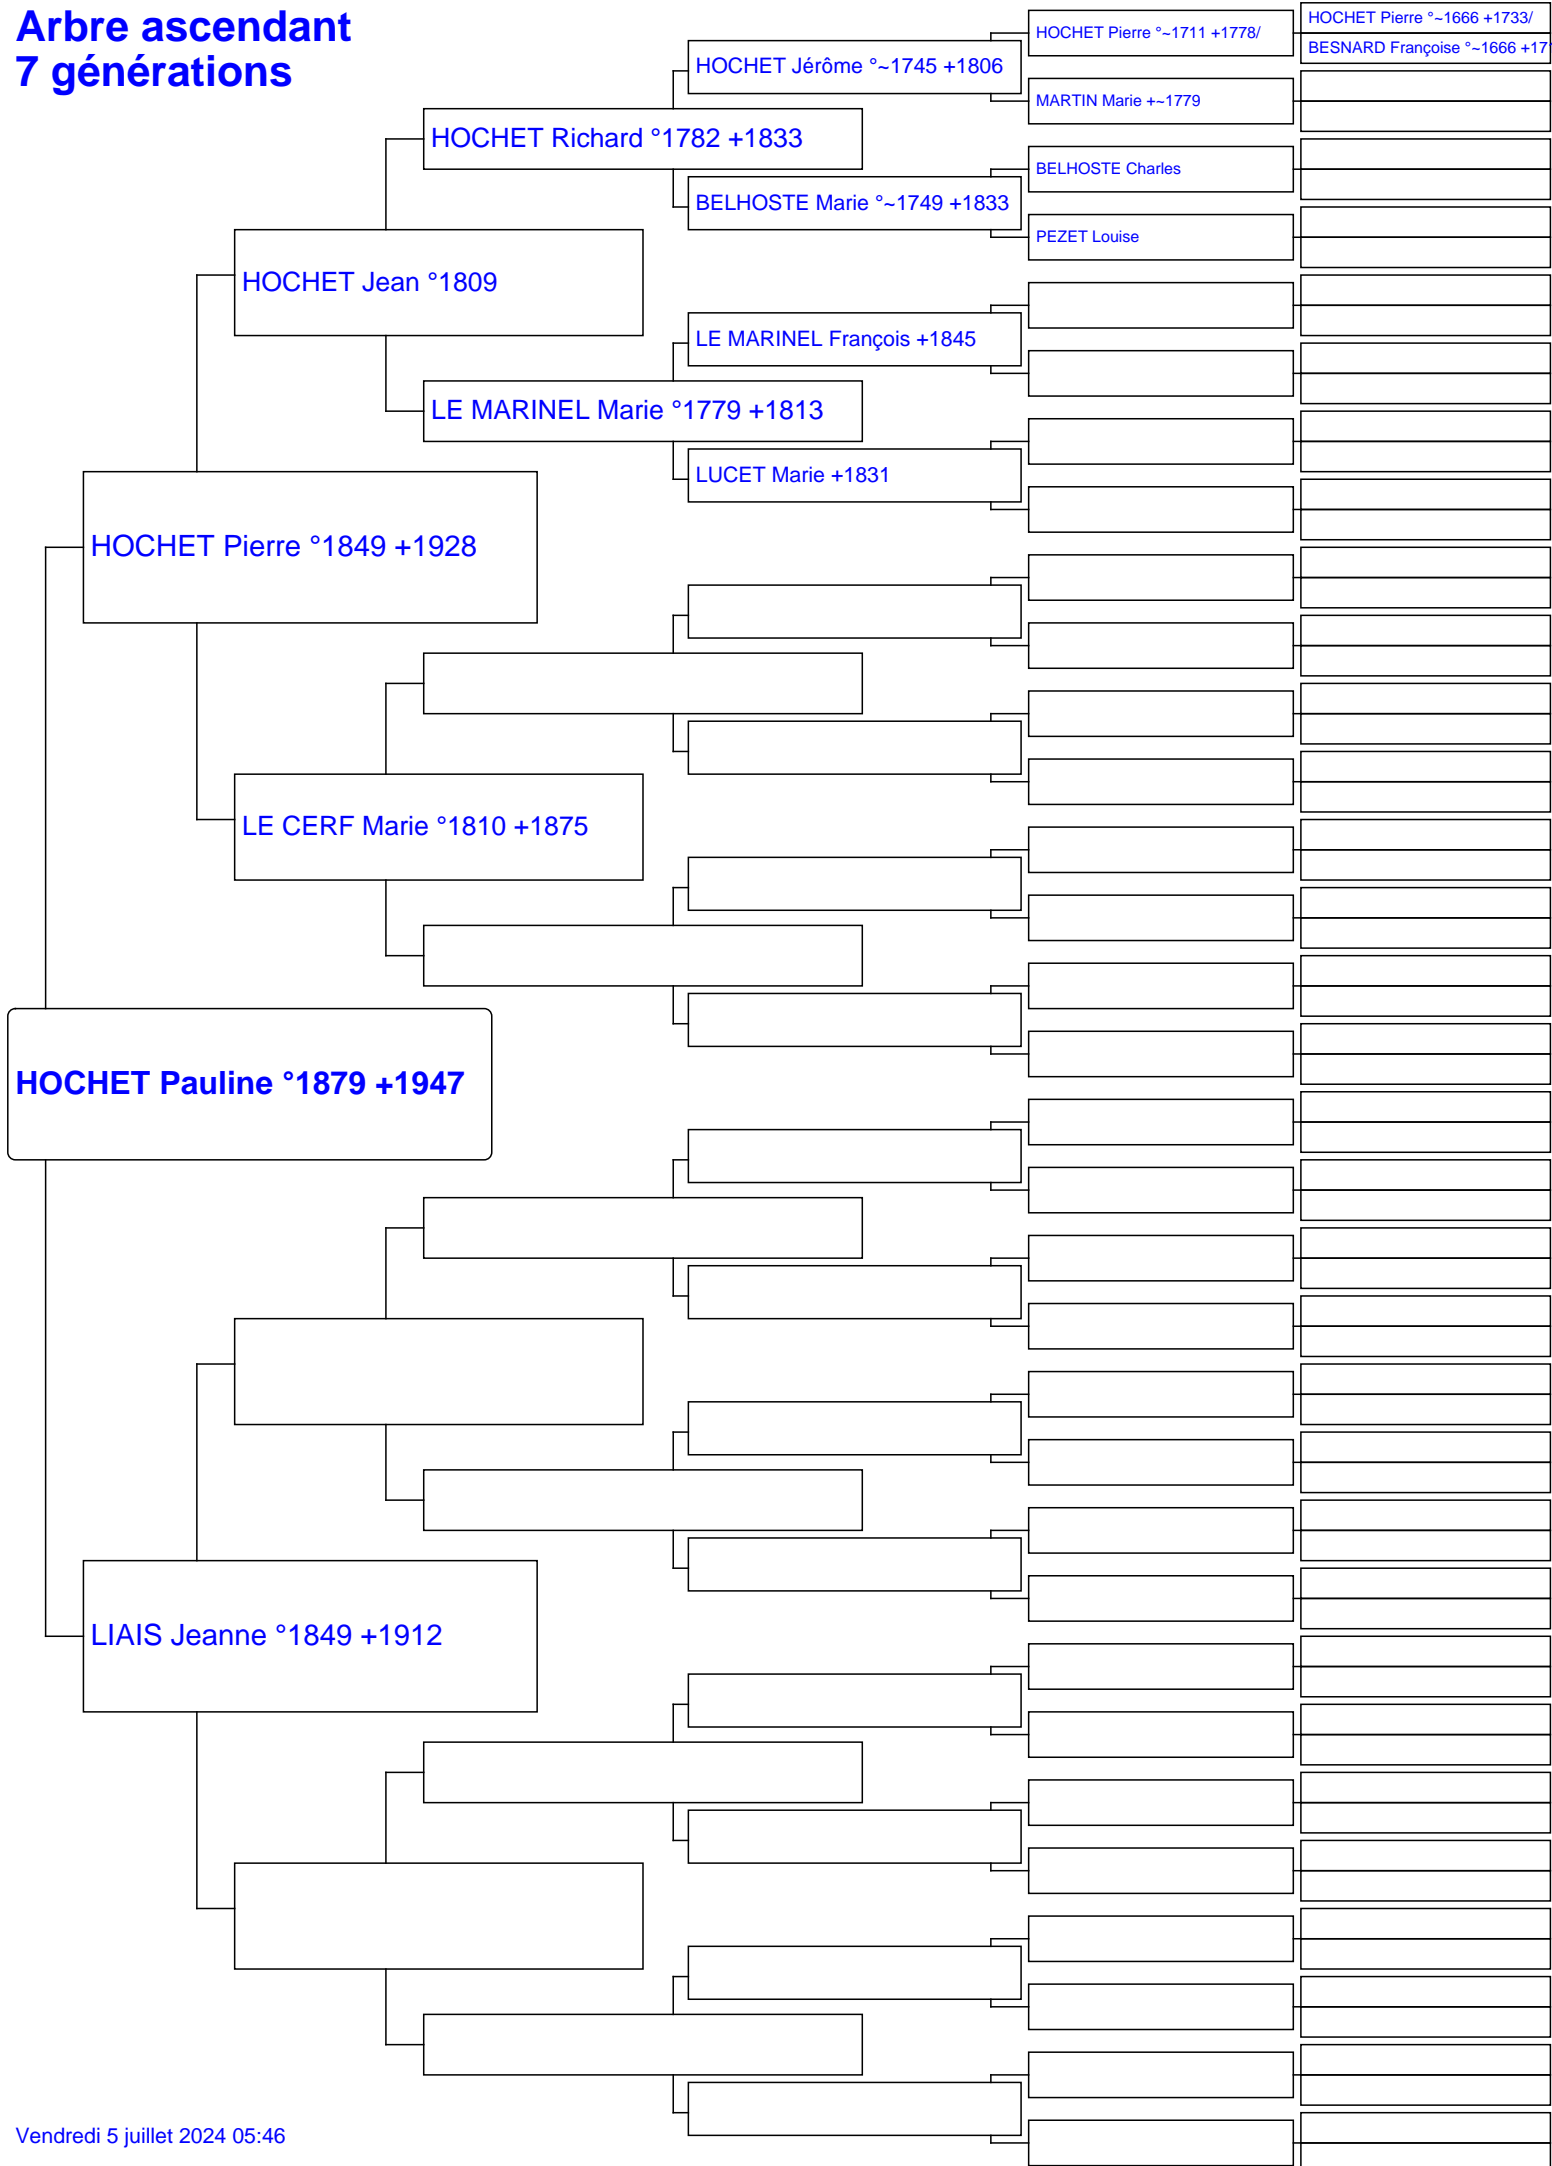 Arbre ascendant
7 générations
HOCHET Pierre °~1666 +1733/
HOCHET Pierre °~1711 +1778/
BESNARD Françoise °~1666 +17
HOCHET Jérôme °~1745 +1806
MARTIN Marie +~1779
HOCHET Richard °1782 +1833
BELHOSTE Charles
BELHOSTE Marie °~1749 +1833
PEZET Louise
HOCHET Jean °1809
LE MARINEL François +1845
LE MARINEL Marie °1779 +1813
LUCET Marie +1831
HOCHET Pierre °1849 +1928
LE CERF Marie °1810 +1875
HOCHET Pauline °1879 +1947
LIAIS Jeanne °1849 +1912
Vendredi 5 juillet 2024 05:46